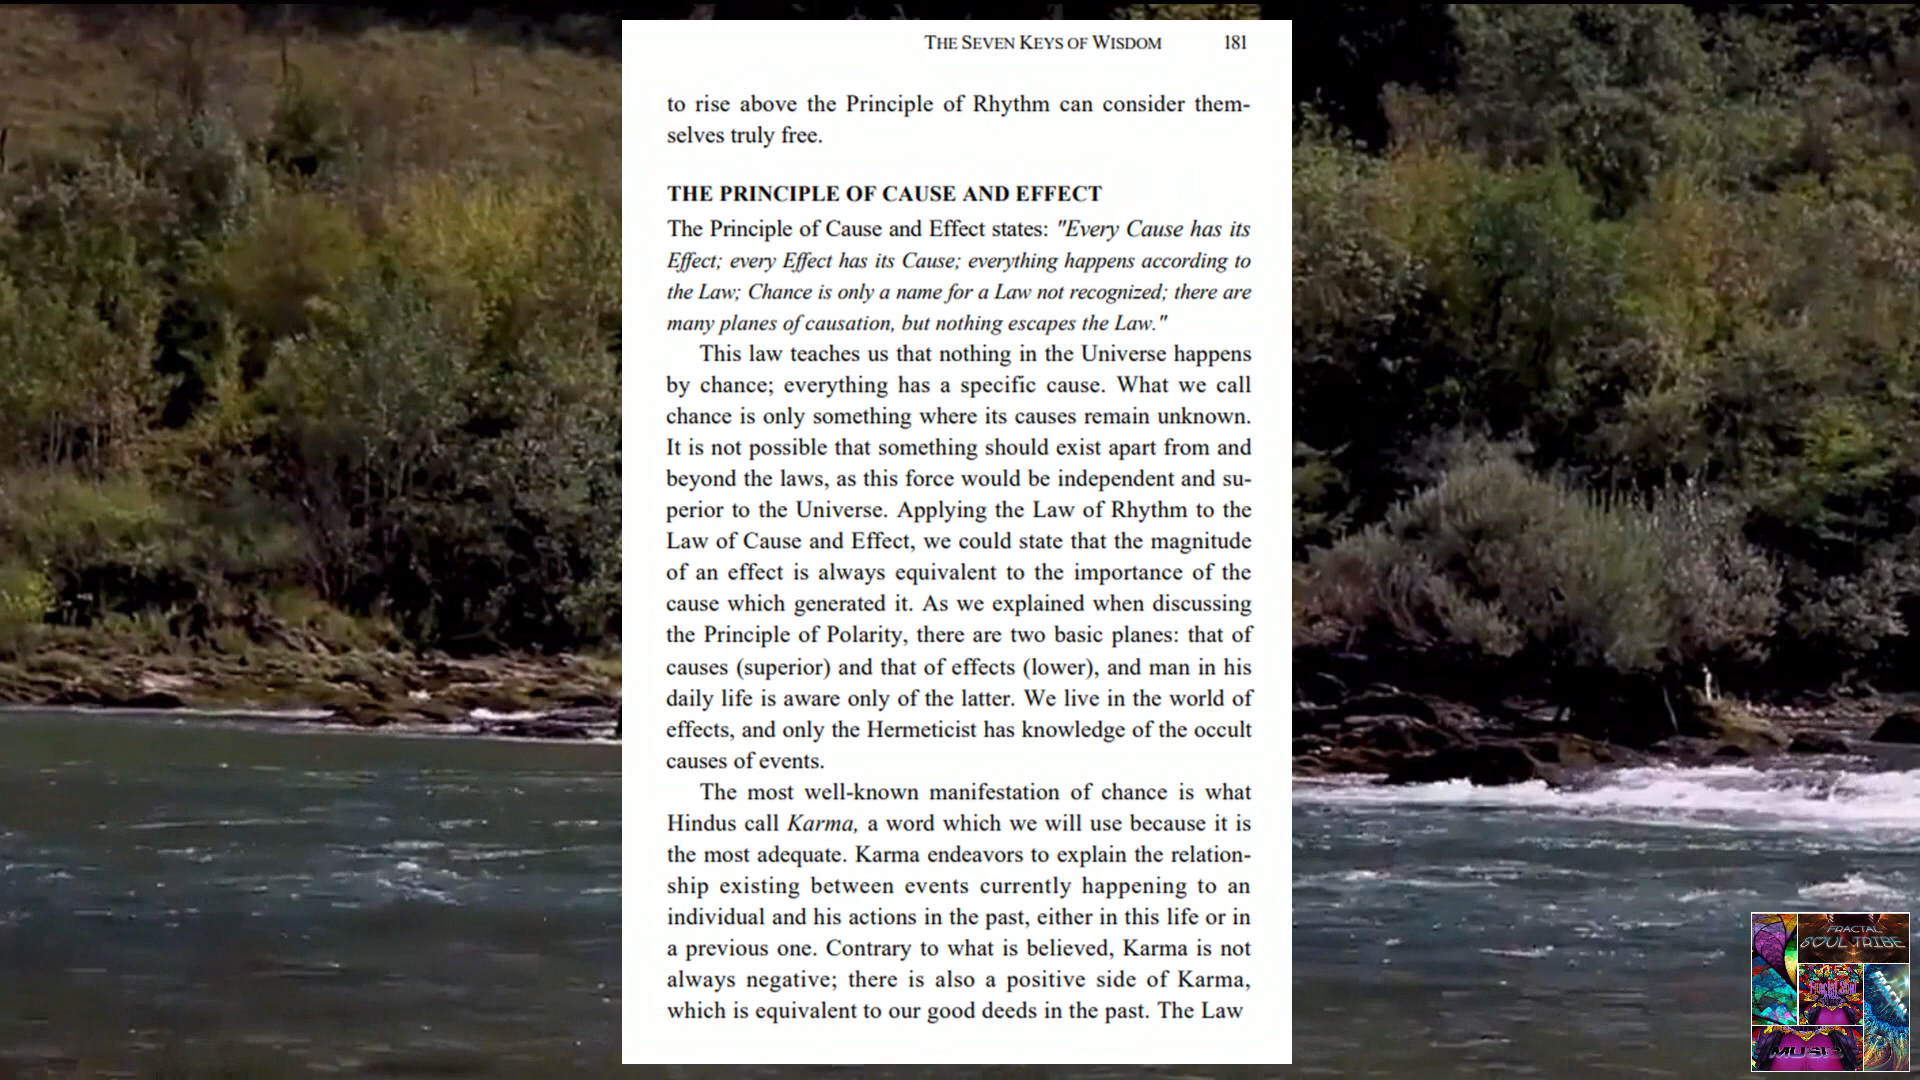 THE SEVEN KEYS OF WISDOM 181
to rise above the Principle of Rhythm can consider them-
selves truly free.
THE PRINCIPLE OF CAUSE AND EFFECT
The Principle of Cause and Effect states: "Every Cause has its
Effect; every Effect has its Cause; everything happens according to
the Law; Chance is only a name for a Law not recognized; there are
many planes of causation, but nothing escapes the Law."
This law teaches us that nothing in the Universe happens
by chance; everything has a specific cause. What we call
chance is only something where its causes remain unknown.
It is not possible that something should exist apart from and
beyond the laws, as this force would be independent and su-
perior to the Universe. Applying the Law of Rhythm to the
Law of Cause and Effect, we could state that the magnitude
of an effect is always equivalent to the importance of the
cause which generated it. As we explained when discussing
the Principle of Polarity, there are two basic planes: that of
causes (superior) and that of effects (lower), and man in his
daily life is aware only of the latter. We live in the world of
effects, and only the Hermeticist has knowledge of the occult
causes of events.
The most well-known manifestation of chance is what
Hindus call Karma, a word which we will use because it is
the most adequate. Karma endeavors to explain the relation-
ship existing between events currently happening to an
individual and his actions in the past, either in this life or in
a previous one. Contrary to what is believed, Karma is not
always negative; there is also a positive side of Karma,
which is equivalent to our good deeds in the past. The Law
FRACTAL
SOUL TRIBE
MUSIC